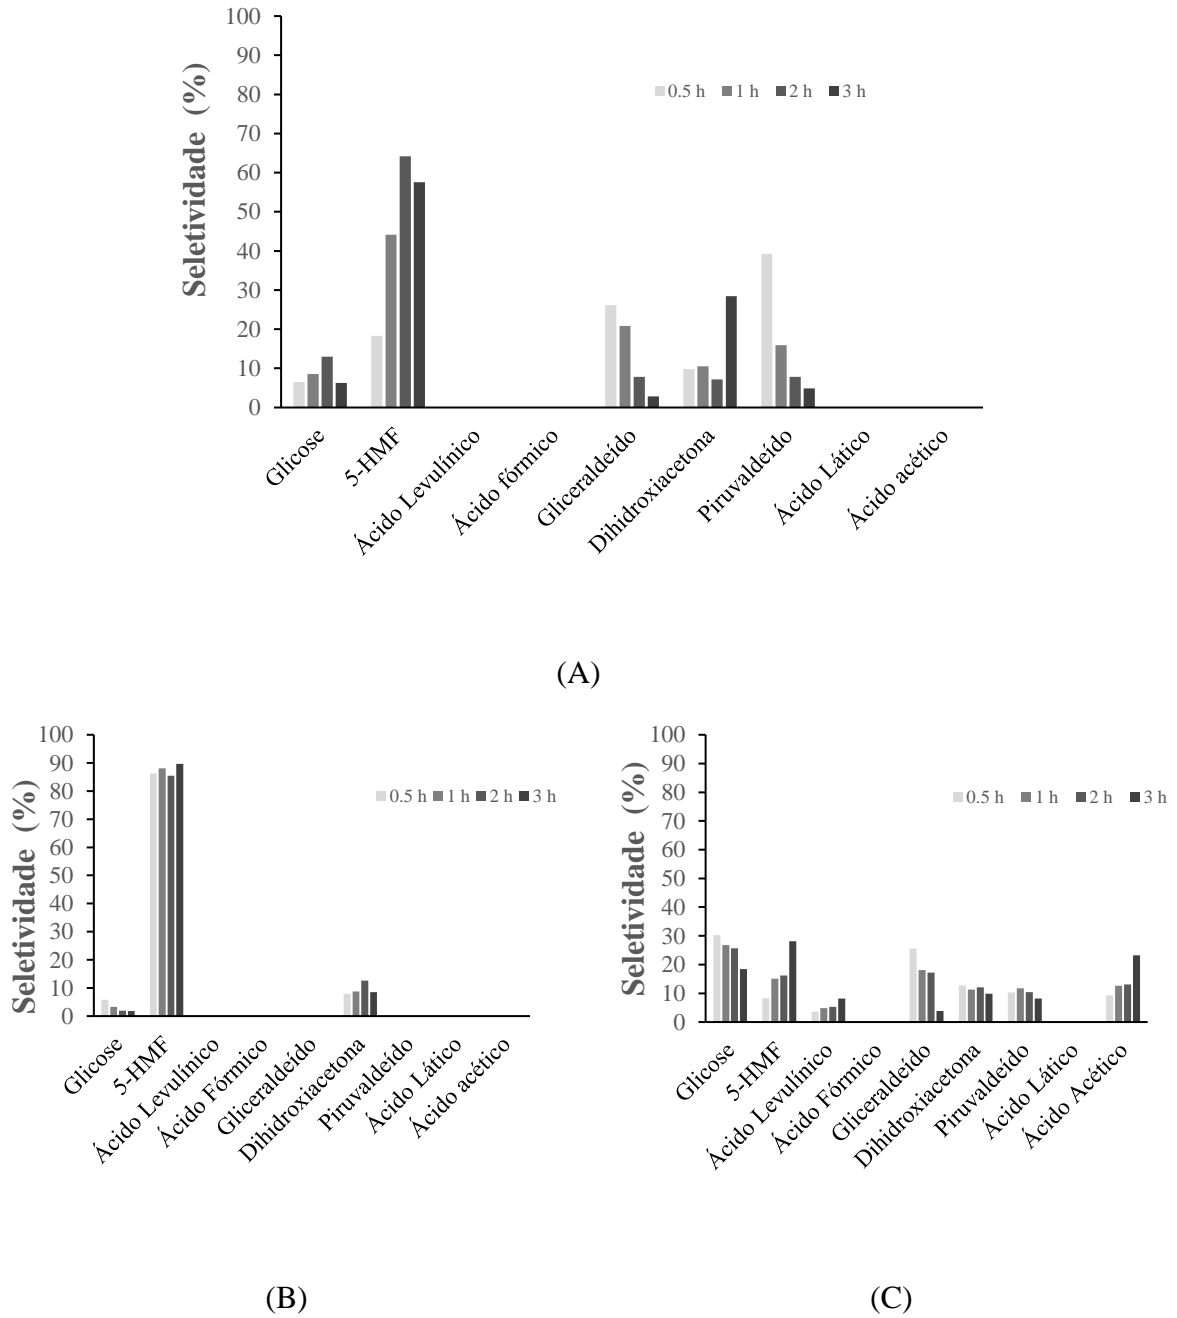 Seletividade (%)
100
90
80
70
60
50
40
30
20
10
0
0.5 h 1 h 2 h 3 h
Glicose
5-HMF
Ácido Levulínico
Ácido fórmico
Gliceraldeído
Dihidroxiacetona
Piruvaldeído
Ácido Lático
Ácido acético
(A)
Seletividade (%)
100
90
80
70
60
50
40
30
20
10
0
0.5 h 1 h 2 h 3 h
Glicose
5-HMF
Ácido Levulínico
Ácido Fórmico
Gliceraldeído
Dihidroxiacetona
Piruvaldeído
Ácido Lático
Ácido acético
(B)
Seletividade (%)
100
90
80
70
60
50
40
30
20
10
0
0.5 h 1 h 2 h 3 h
Glicose
5-HMF
Ácido Levulínico
Ácido Fórmico
Gliceraldeído
Dihidroxiacetona
Piruvaldeído
Ácido Lático
Ácido Acético
(C)